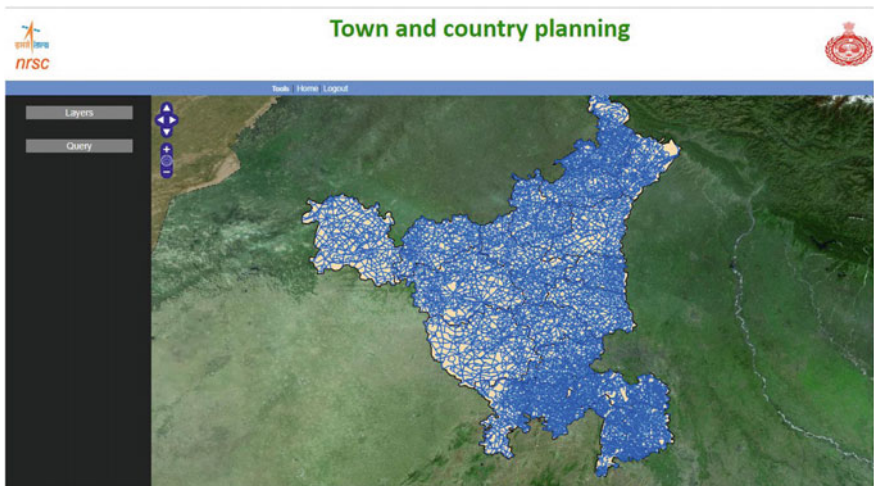 Town and country planning
nrsc
Tools Home Logout
Layers
Query